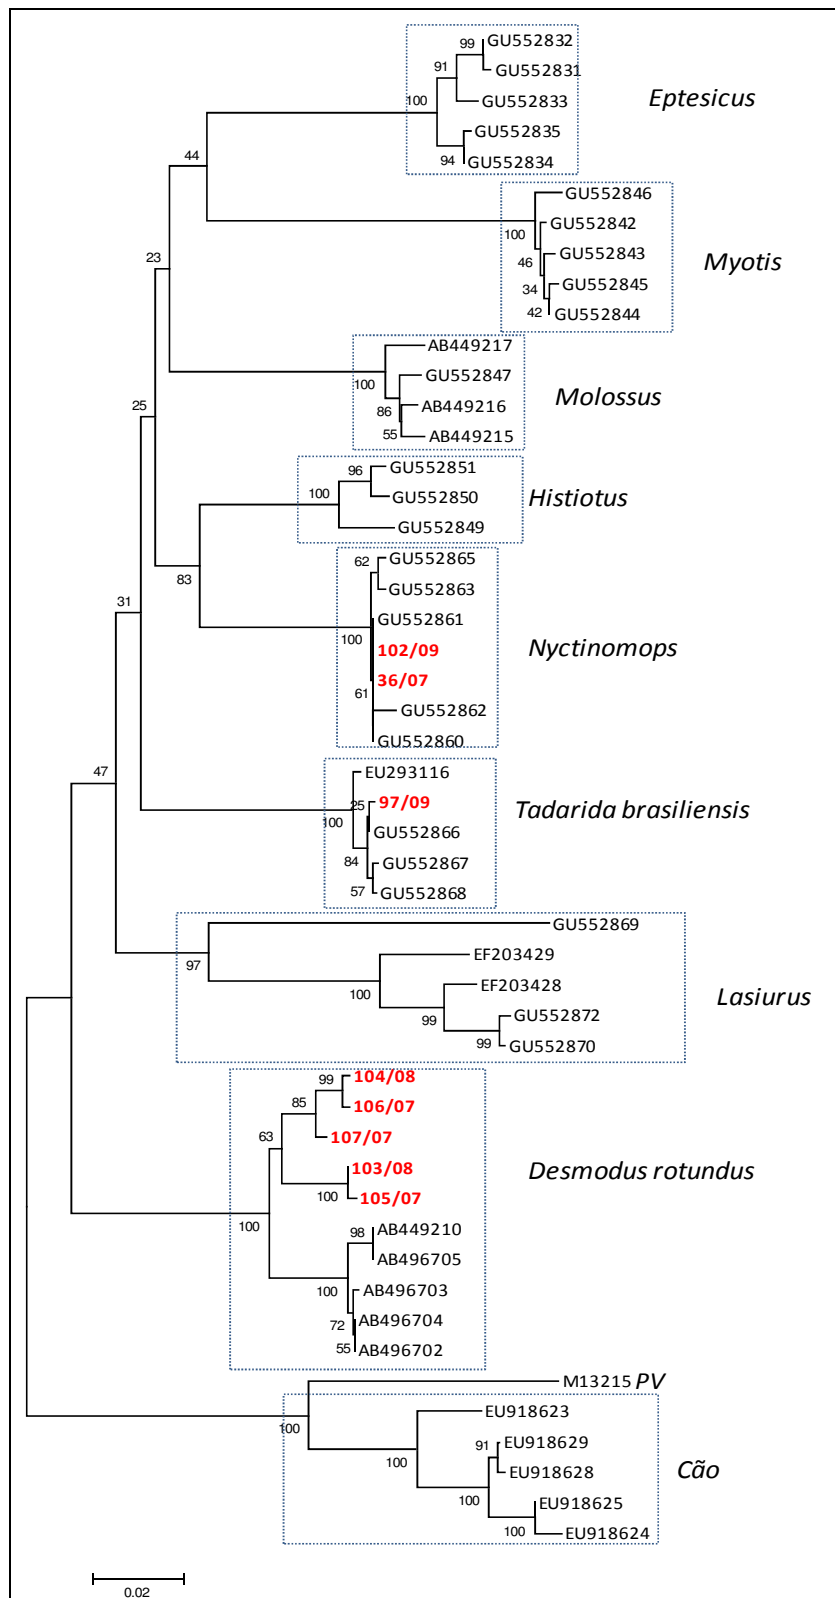 GU552832
99
GU552831
91
GU552833
Eptesicus
100
GU552835
94
GU552834
44
GU552846
GU552842
100
GU552843
46
Myotis
23
GU552845
34
GU552844
42
AB449217
GU552847
100
AB449216
Molossus
86
25
AB449215
55
GU552851
96
GU552850
100
Histiotus
GU552849
GU552865
62
83
GU552863
31
GU552861
100
102/09
Nyctinomops
36/07
61
GU552862
GU552860
47
EU293116
97/09
25
100
Tadarida brasiliensis
GU552866
84
GU552867
57
GU552868
GU552869
EF203429
97
EF203428
100
Lasiurus
GU552872
99
GU552870
99
104/08
99
106/07
85
107/07
63
103/08
Desmodus rotundus
105/07
100
100
AB449210
98
AB496705
AB496703
100
AB496704
72
AB496702
55
M13215 PV
EU918623
100
EU918629
91
100
EU918628
Cão
100
EU918625
100
EU918624
0.02